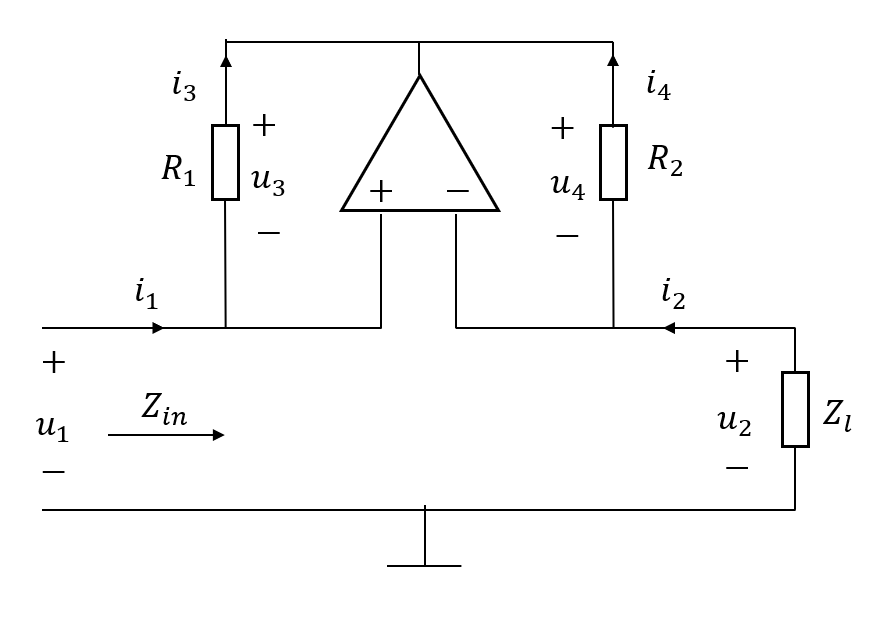 i₃
+
+
i₄
R₁
u₃
+
−
u₄
R₂
−
−
i₁
i₂
+
+
Zᵢₙ
u₁
u₂
Zₗ
−
−